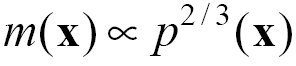 m(x) ∝ p^{2/3}(x)